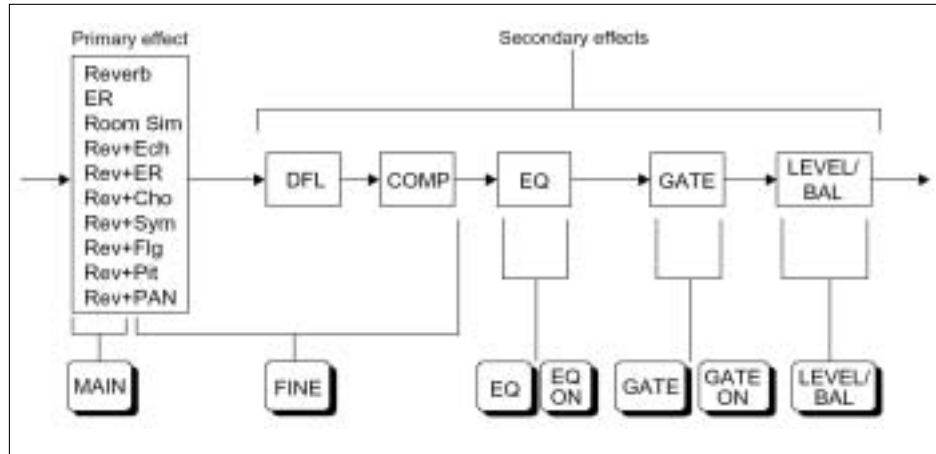 Primary effect
Secondary effects
Reverb
ER
Room Sim
Rev+Ech
Rev+ER
Rev+Cho
Rev+Sym
Rev+Flg
Rev+Pit
Rev+PAN
DFL
COMP
EQ
GATE
LEVEL/
BAL
MAIN
FINE
EQ
EQ
ON
GATE
GATE
ON
LEVEL/
BAL